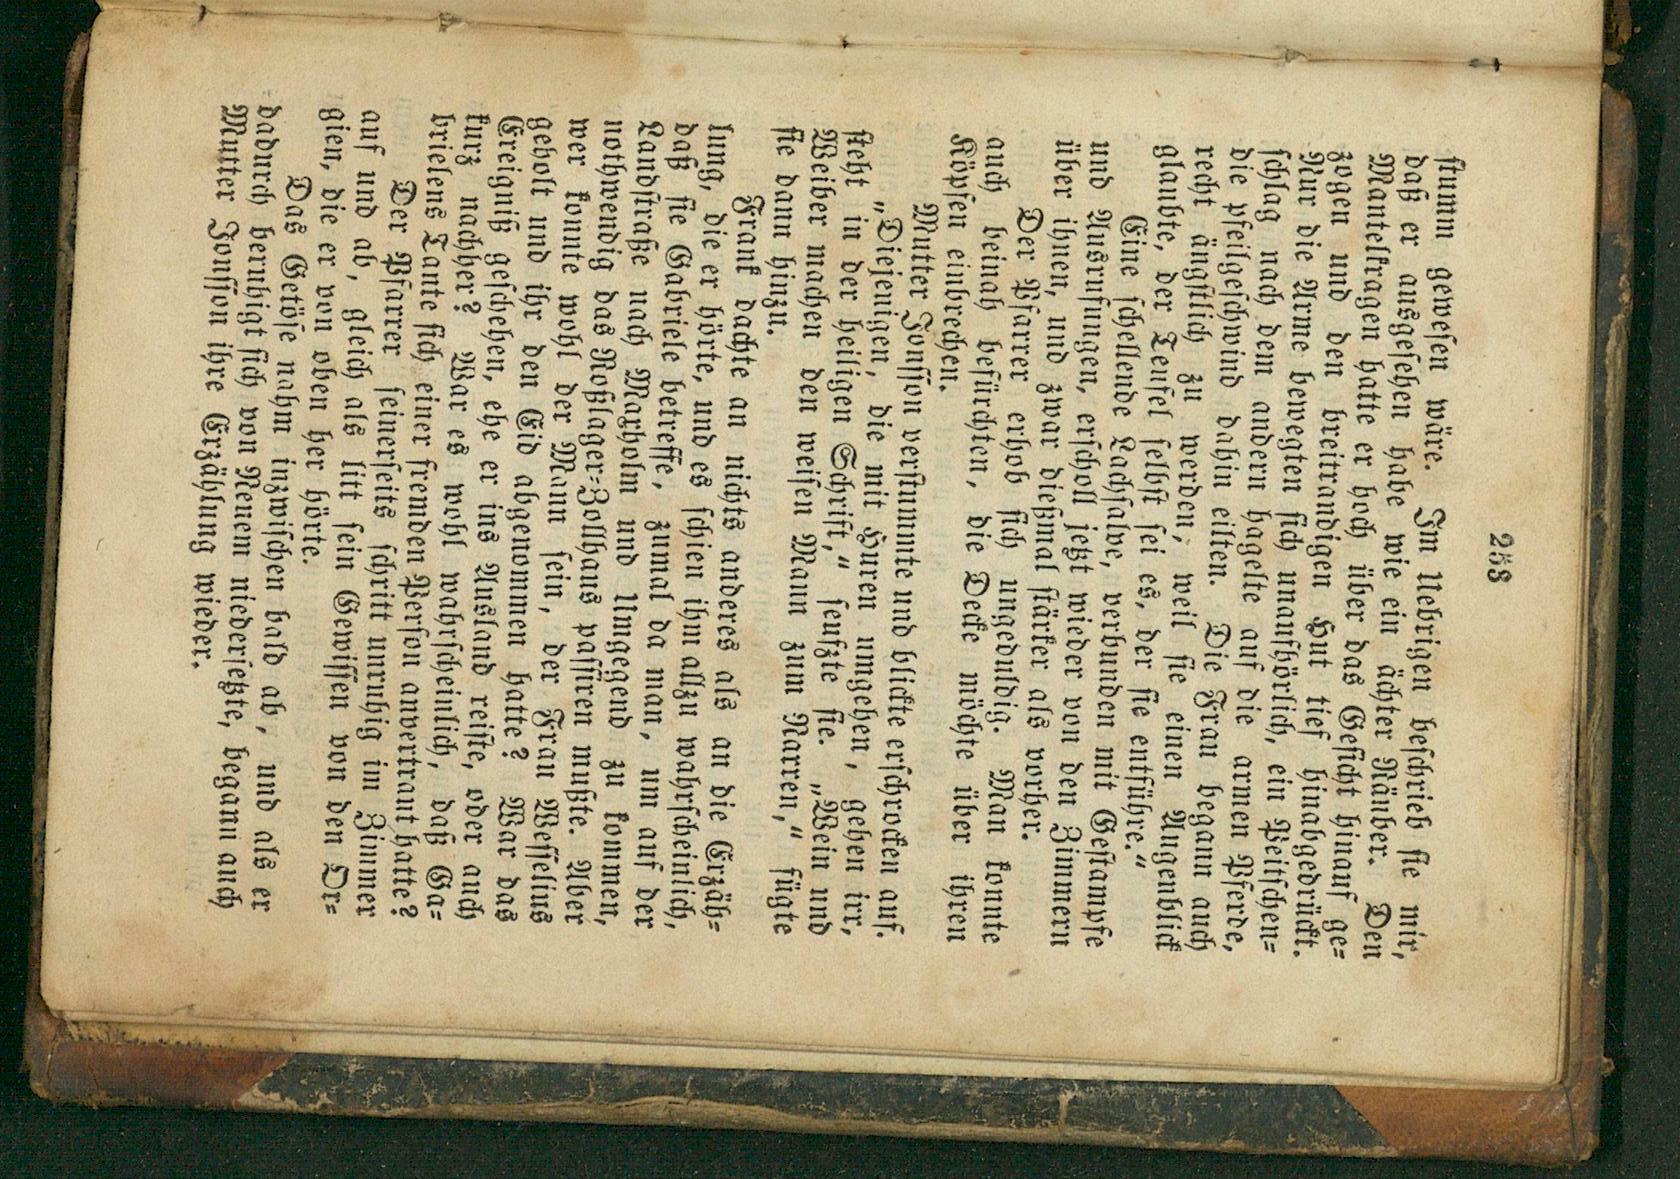 253
stumm gewesen wäre. Im Uebrigen beschrieb sie mir,
daß er ausgesehen habe wie ein ächter Räuber. Den
Mantelkragen hatte er hoch über das Gesicht hinauf ge=
zogen und den breitrandigen Hut tief hinabgedrückt.
Nur die Arme bewegten sich unaufhörlich, ein Peitschen=
schlag nach dem andern hagelte auf die armen Pferde,
die pfeilgeschwind dahin eilten. Die Frau begann auch
recht ängstlich zu werden, weil sie einen Augenblick
glaubte, der Teufel selbst sei es, der sie entführe.“
Eine schellende Lachsalve, verbunden mit Gestampfe
und Ausrufungen, erscholl jetzt wieder von den Zimmern
über ihnen, und zwar dießmal stärker als vorher.
Der Pfarrer erhob sich ungeduldig. Man konnte
auch beinah befürchten, die Decke möchte über ihren
Köpfen einbrechen.
Mutter Jonsson verstummte und blickte erschrocken auf.
„Diejenigen, die mit Huren umgehen, gehen irr,
steht in der heiligen Schrift,“ seufzte sie. „Wein und
Weiber machen den weisen Mann zum Narren,“ fügte
sie dann hinzu.
Frank dachte an nichts anderes als an die Erzäh=
lung, die er hörte, und es schien ihm allzu wahrscheinlich,
daß sie Gabriele betreffe, zumal da man, um auf der
Landstraße nach Maxholm und Umgegend zu kommen,
nothwendig das Roßlager=Zollhaus passiren mußte. Aber
wer konnte wohl der Mann sein, der Frau Wesselius
geholt und ihr den Eid abgenommen hatte? War das
Ereigniß geschehen, ehe er ins Ausland reiste, oder auch
kurz nachher? War es wohl wahrscheinlich, daß Ga=
brielens Tante sich einer fremden Person anvertraut hatte?
Der Pfarrer seinerseits schritt unruhig im Zimmer
auf und ab, gleich als litt sein Gewissen von den Or=
gien, die er von oben her hörte.
Das Getöse nahm inzwischen bald ab, und als er
dadurch beruhigt sich von Neuem niedersetzte, begann auch
Mutter Jonsson ihre Erzählung wieder.